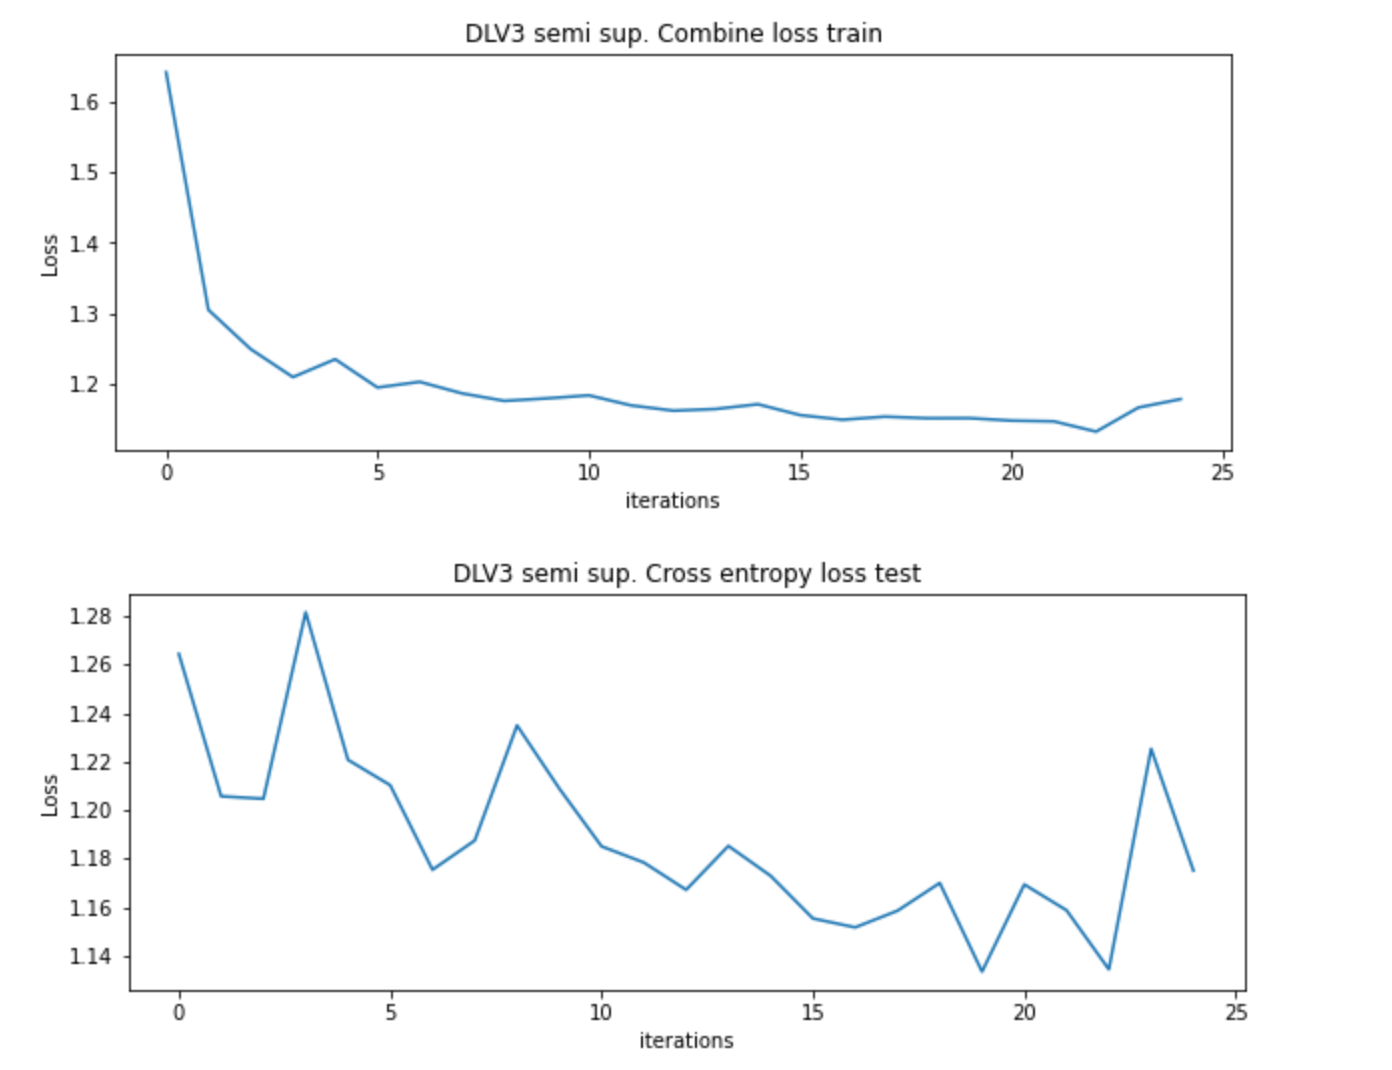 DLV3 semi sup. Combine loss train
1.6
1.5
1.4
1.3
1.2
Loss
0 5 10 15 20 25
iterations
DLV3 semi sup. Cross entropy loss test
1.28
1.26
1.24
1.22
1.20
1.18
1.16
1.14
Loss
0 5 10 15 20 25
iterations